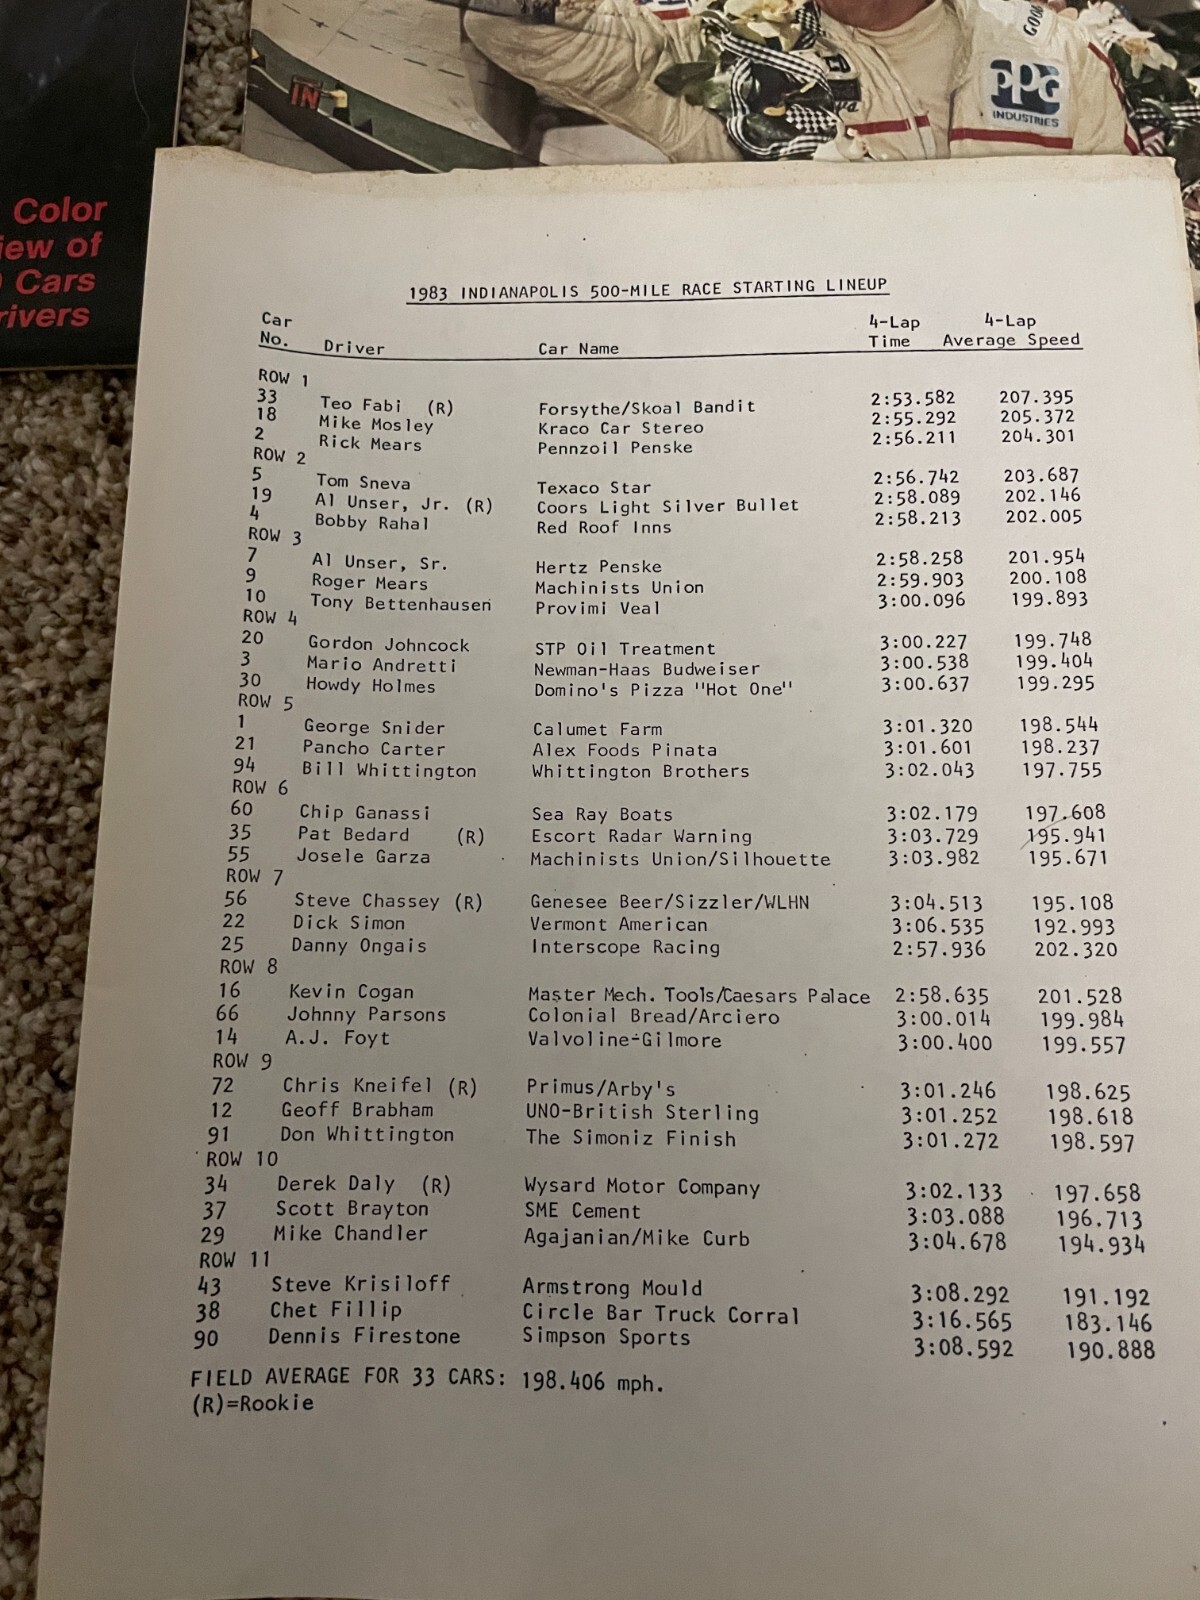 GOOD
PPG
INDUSTRIES
IN
Color
iew of
Cars
rivers
1983 INDIANAPOLIS 500-MILE RACE STARTING LINEUP
Car No. Driver Car Name 4-Lap Time 4-Lap Average Speed
ROW 1
33 Teo Fabi (R) Forsythe/Skoal Bandit 2:53.582 207.395
18 Mike Mosley Kraco Car Stereo 2:55.292 205.372
2 Rick Mears Pennzoil Penske 2:56.211 204.301
ROW 2
5 Tom Sneva Texaco Star 2:56.742 203.687
19 Al Unser, Jr. (R) Coors Light Silver Bullet 2:58.089 202.146
4 Bobby Rahal Red Roof Inns 2:58.213 202.005
ROW 3
7 Al Unser, Sr. Hertz Penske 2:58.258 201.954
9 Roger Mears Machinists Union 2:59.903 200.108
10 Tony Bettenhausen Provimi Veal 3:00.096 199.893
ROW 4
20 Gordon Johncock STP Oil Treatment 3:00.227 199.748
3 Mario Andretti Newman-Haas Budweiser 3:00.538 199.404
30 Howdy Holmes Domino's Pizza "Hot One" 3:00.637 199.295
ROW 5
1 George Snider Calumet Farm 3:01.320 198.544
21 Pancho Carter Alex Foods Pinata 3:01.601 198.237
94 Bill Whittington Whittington Brothers 3:02.043 197.755
ROW 6
60 Chip Ganassi Sea Ray Boats 3:02.179 197.608
35 Pat Bedard (R) Escort Radar Warning 3:03.729 195.941
55 Josele Garza Machinists Union/Silhouette 3:03.982 195.671
ROW 7
56 Steve Chassey (R) Genesee Beer/Sizzler/WLHN 3:04.513 195.108
22 Dick Simon Vermont American 3:06.535 192.993
25 Danny Ongais Interscope Racing 2:57.936 202.320
ROW 8
16 Kevin Cogan Master Mech. Tools/Caesars Palace 2:58.635 201.528
66 Johnny Parsons Colonial Bread/Arciero 3:00.014 199.984
14 A.J. Foyt Valvoline-Gilmore 3:00.400 199.557
ROW 9
72 Chris Kneifel (R) Primus/Arby's 3:01.246 198.625
12 Geoff Brabham UNO-British Sterling 3:01.252 198.618
91 Don Whittington The Simoniz Finish 3:01.272 198.597
ROW 10
34 Derek Daly (R) Wysard Motor Company 3:02.133 197.658
37 Scott Brayton SME Cement 3:03.088 196.713
29 Mike Chandler Agajanian/Mike Curb 3:04.678 194.934
ROW 11
43 Steve Krisiloff Armstrong Mould 3:08.292 191.192
38 Chet Fillip Circle Bar Truck Corral 3:16.565 183.146
90 Dennis Firestone Simpson Sports 3:08.592 190.888
FIELD AVERAGE FOR 33 CARS: 198.406 mph.
(R)=Rookie